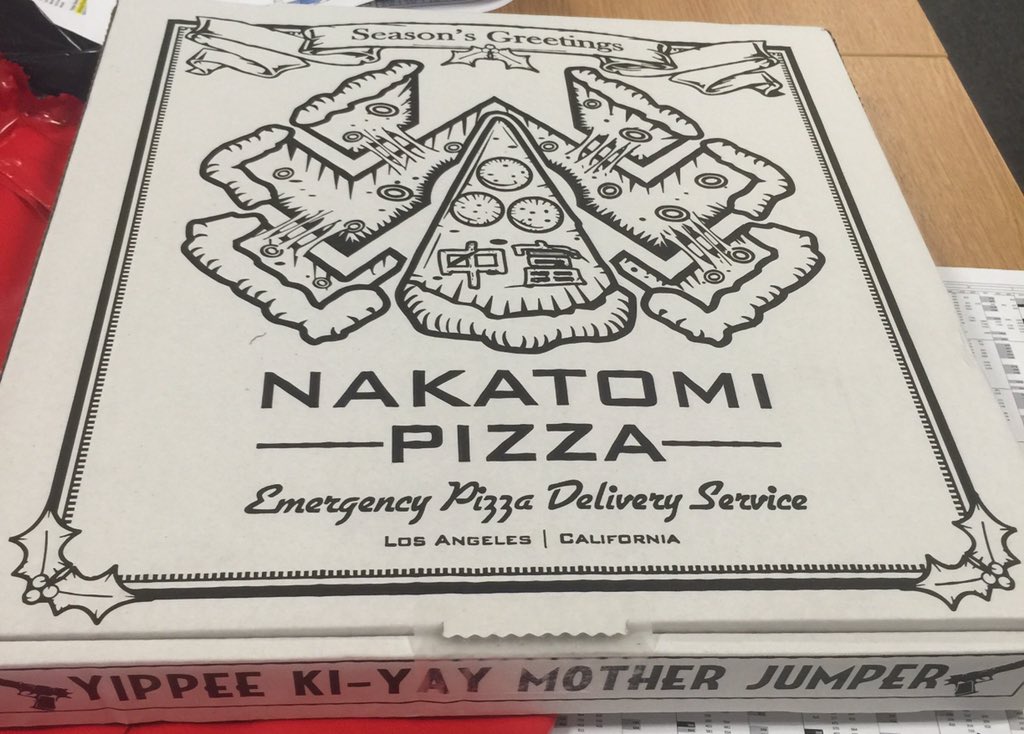 Season's Greetings
中富
NAKATOMI
PIZZA
Emergency Pizza Delivery Service
LOS ANGELES | CALIFORNIA
YIPPEE KI-YAY MOTHER JUMPER